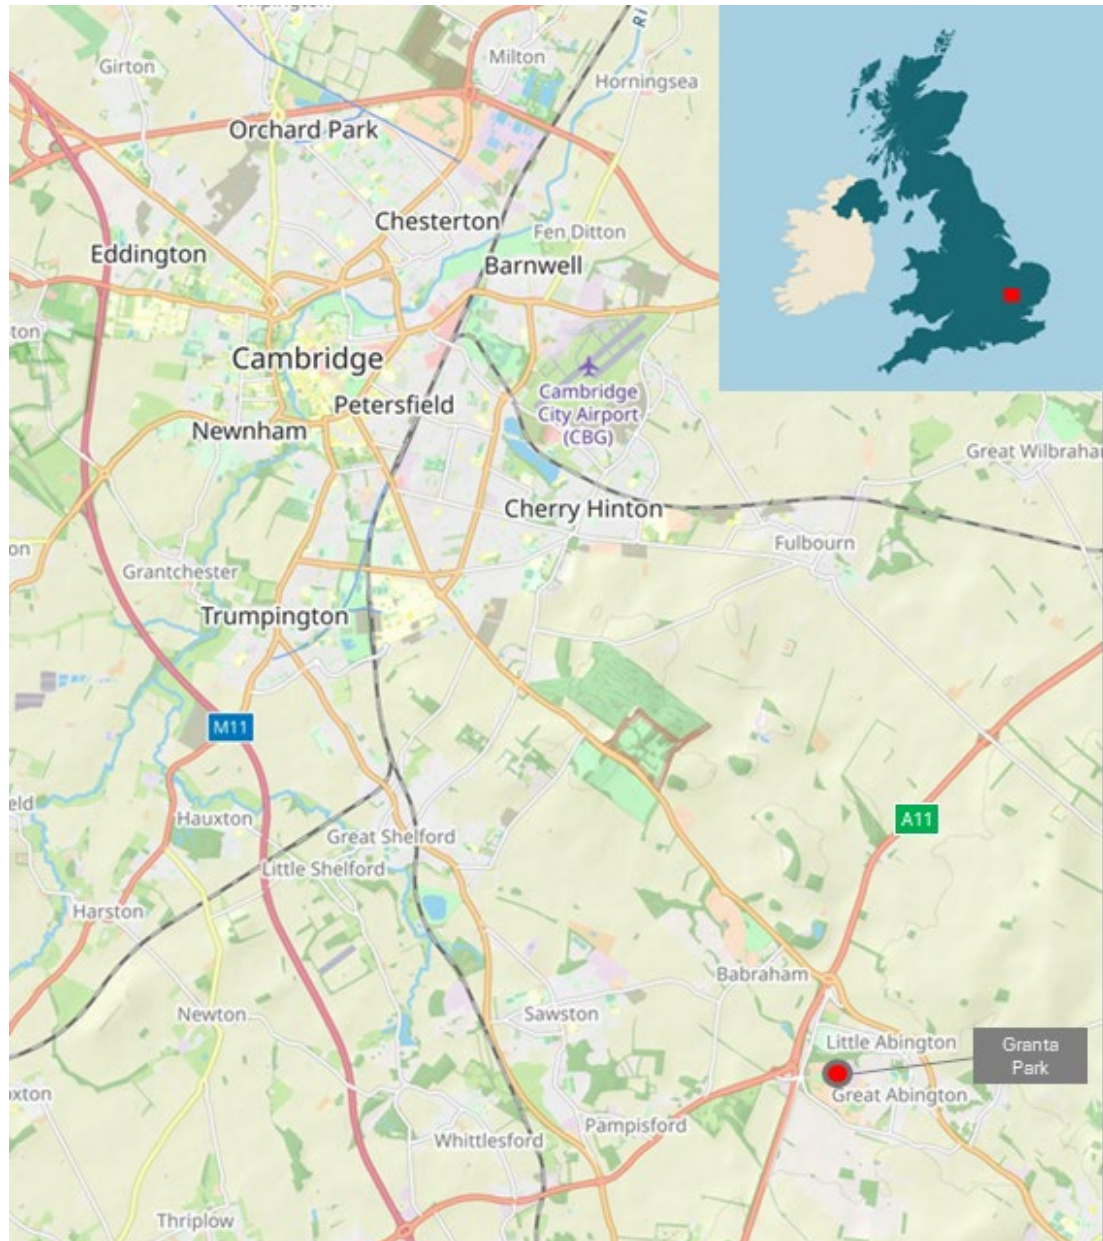 Milton
Girton
Horningsea
Orchard Park
Chesterton
Fen Ditton
Eddington
Barnwell
Cambridge
Cambridge
City Airport
(CBG)
Petersfield
Newnham
Great Wilbraha
Cherry Hinton
Fulbourn
Grantchester
Trumpington
M11
A11
Hauxton
Great Shelford
Little Shelford
Harston
Babraham
Newton
Sawston
Little Abington
Granta
Park
Great Abington
Pampisford
Whittlesford
Thriplow